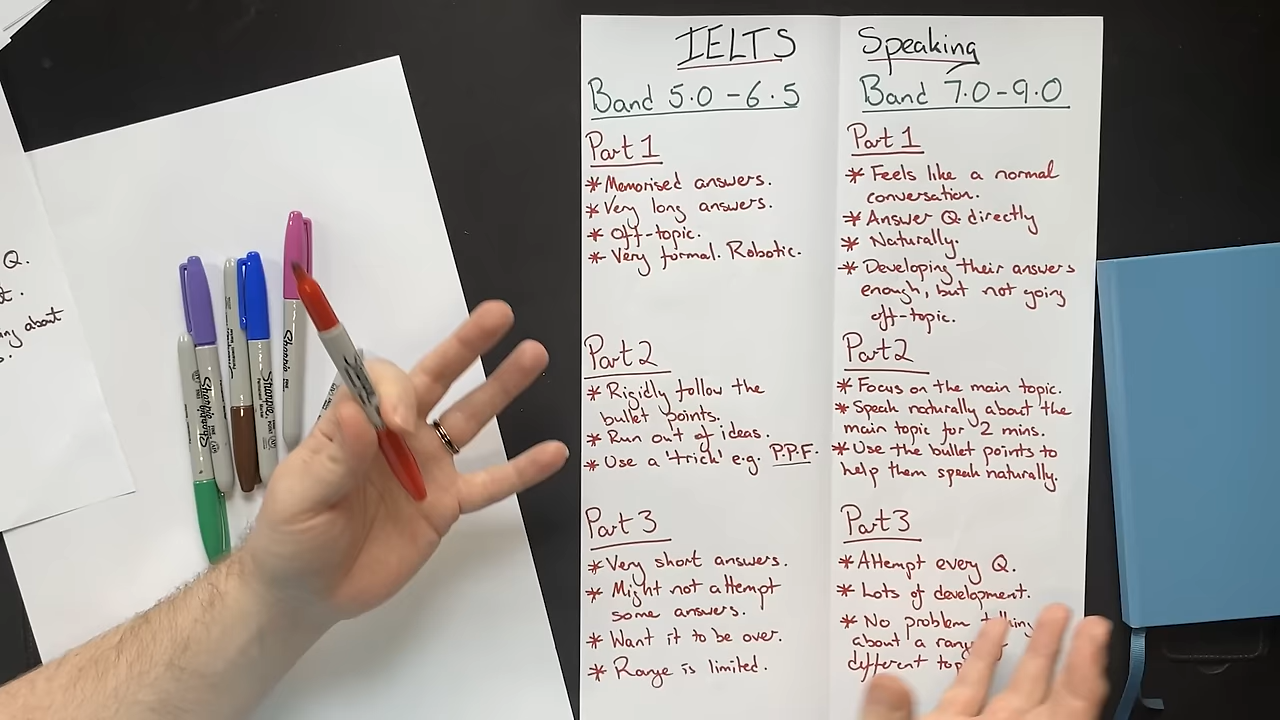 IELTS Speaking
Band 5.0 - 6.5
Part 1
* Memorised answers.
* Very long answers.
* Off-topic.
* Very formal. Robotic.
Part 2
* Rigidly follow the
bullet points.
* Run out of ideas.
* Use a 'trick' e.g. P.P.F.
Part 3
* Very short answers.
* Might not attempt
some answers.
* Want it to be over.
* Range is limited.
Band 7.0 - 9.0
Part 1
* Feels like a normal
conversation.
* Answer Q. directly
* Naturally.
* Developing their answers
enough, but not going
off-topic.
Part 2
* Focus on the main topic.
* Speak naturally about the
main topic for 2 mins.
* Use the bullet points to
help them speak naturally.
Part 3
* Attempt every Q.
* Lots of development.
* No problem
about a
different
Q.
about
Sharpie
Sharpie
Sharpie